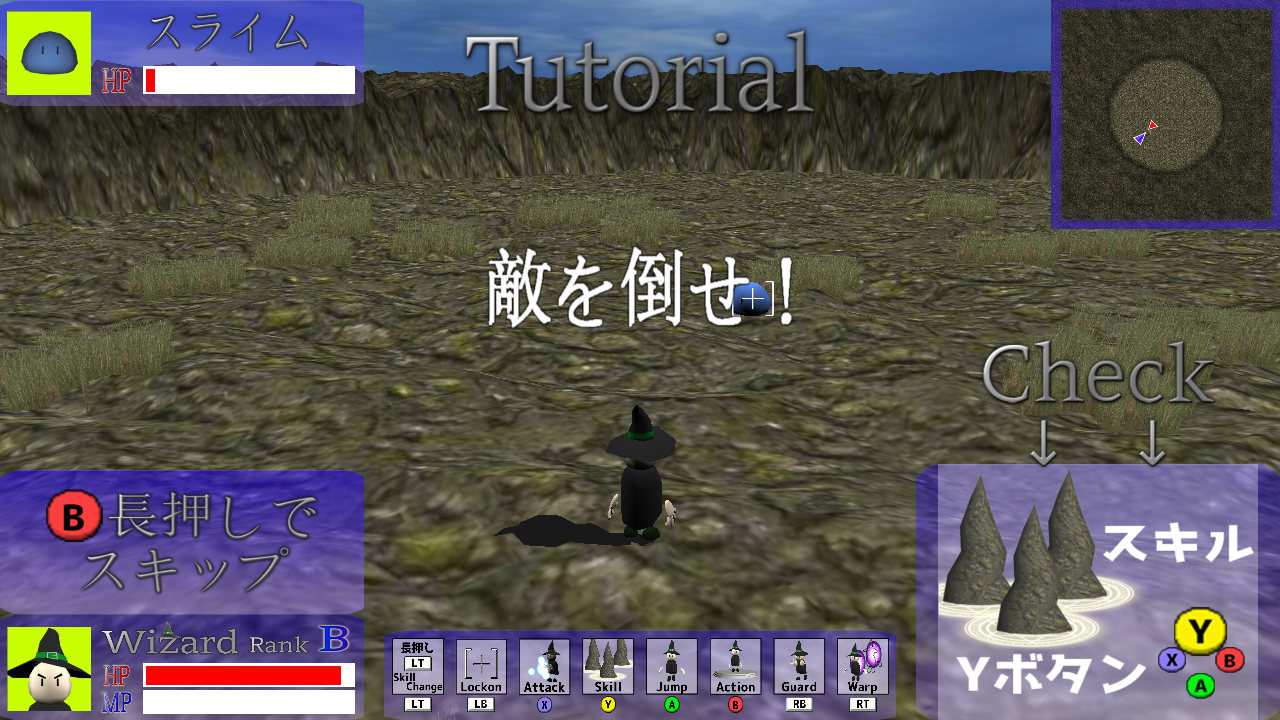 スライム
HP
Tutorial
敵を倒せ!
Check
↓ ↓
スキル
Y
X B
A
Yボタン
B長押しで
スキップ
Wizard Rank B
HP
MP
長押し
LT
Skill
Change
LT
Lockon
LB
Attack
X
Skill
Y
Jump
A
Action
B
Guard
RB
Warp
RT